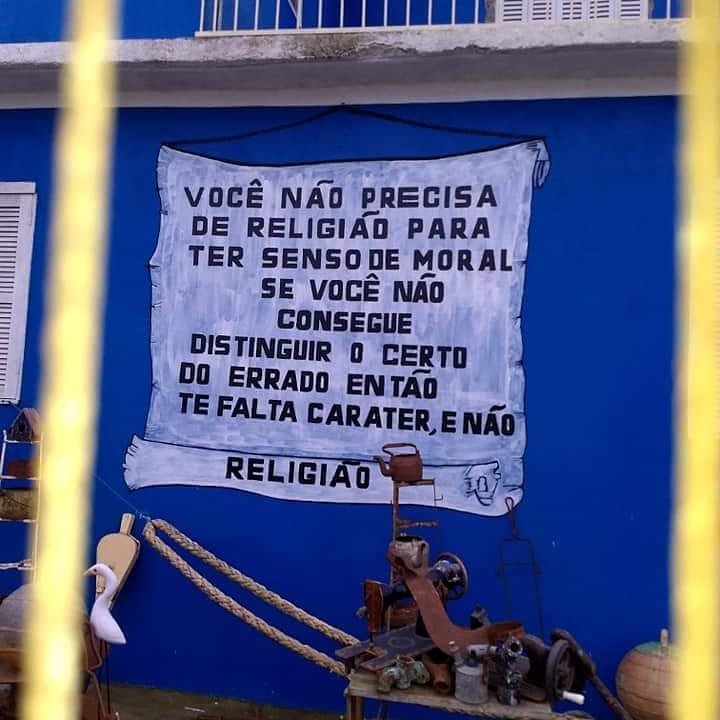 VOCÊ NÃO PRECISA
DE RELIGIÃO PARA
TER SENSO DE MORAL
SE VOCÊ NÃO
CONSEGUE
DISTINGUIR O CERTO
DO ERRADO ENTÃO
TE FALTA CARATER, E NÃO
RELIGIÃO